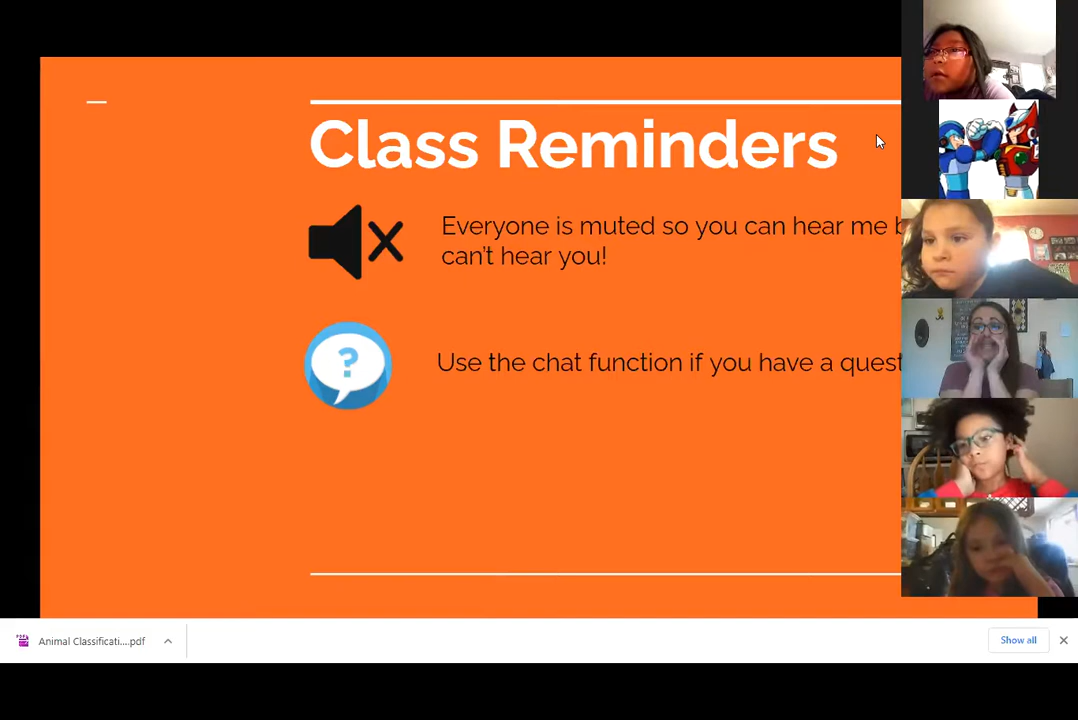 Class Reminders
Everyone is muted so you can hear me
can't hear you!
?
Use the chat function if you have a
Animal Classificati....pdf
Show all